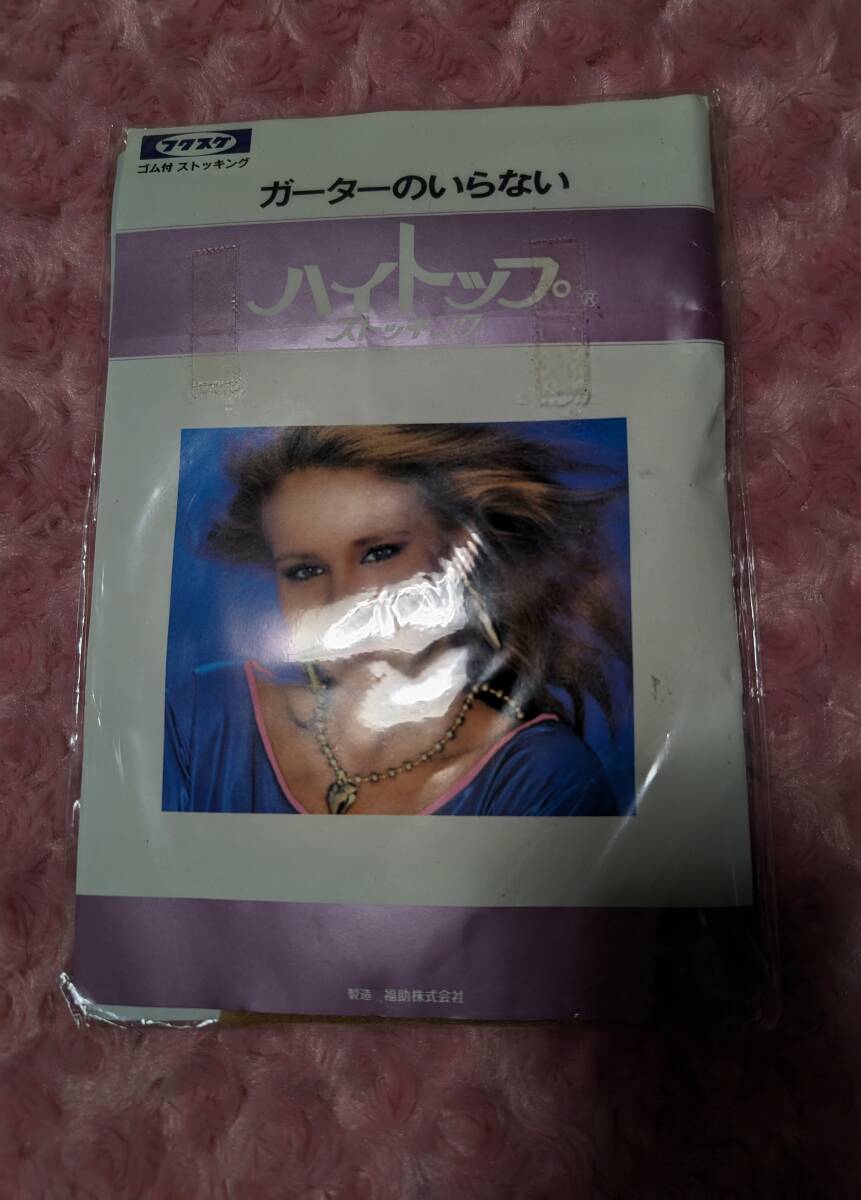 フクスケ
ゴム付 ストッキング
ガーターのいらない
ハイトップ®
ストッキング
製造 福助株式会社